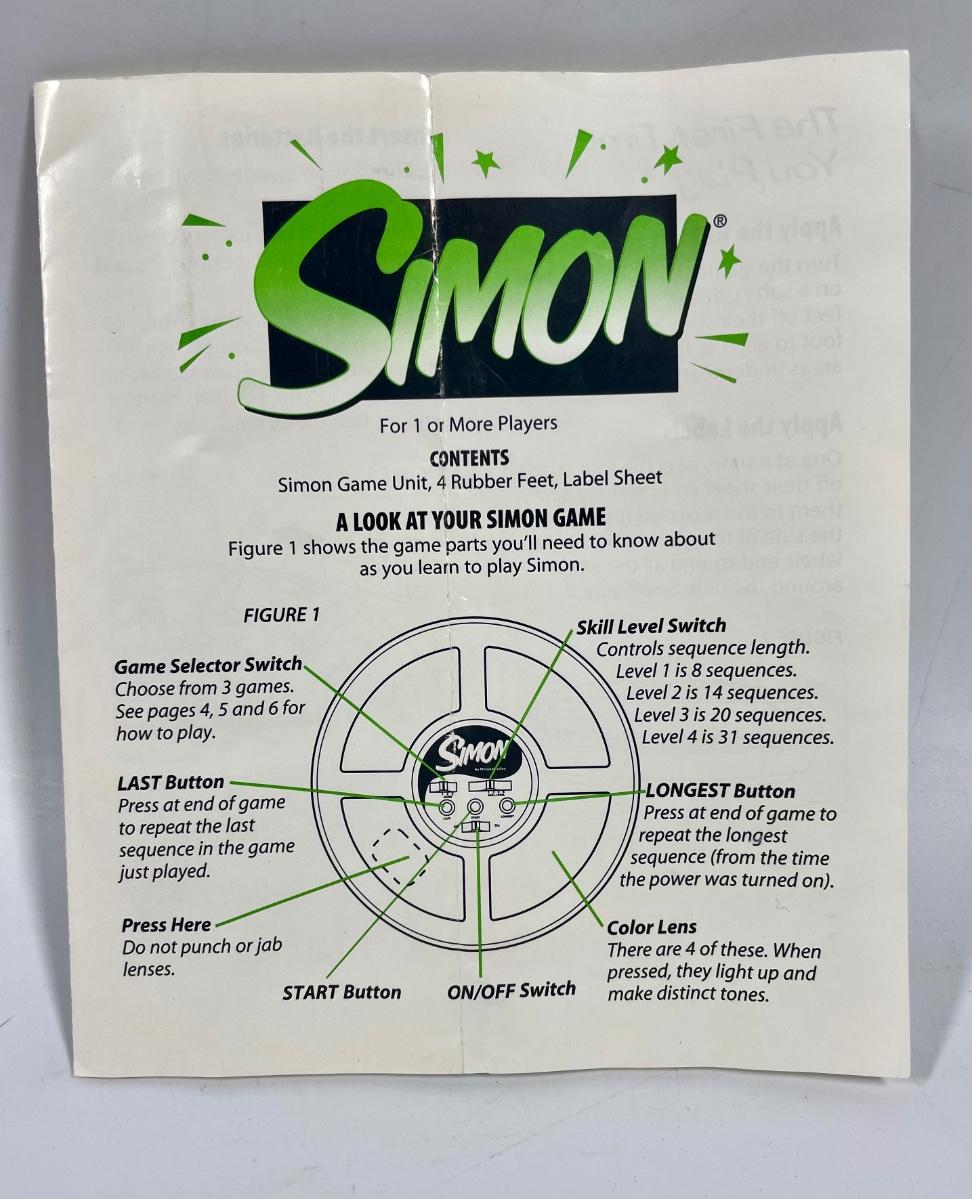 SIMON®
For 1 or More Players
CONTENTS
Simon Game Unit, 4 Rubber Feet, Label Sheet
A LOOK AT YOUR SIMON GAME
Figure 1 shows the game parts you'll need to know about
as you learn to play Simon.
FIGURE 1
Game Selector Switch
Choose from 3 games.
See pages 4, 5 and 6 for
how to play.
LAST Button
Press at end of game
to repeat the last
sequence in the game
just played.
Press Here
Do not punch or jab
lenses.
START Button
ON/OFF Switch
Skill Level Switch
Controls sequence length.
Level 1 is 8 sequences.
Level 2 is 14 sequences.
Level 3 is 20 sequences.
Level 4 is 31 sequences.
LONGEST Button
Press at end of game to
repeat the longest
sequence (from the time
the power was turned on).
Color Lens
There are 4 of these. When
pressed, they light up and
make distinct tones.
SIMON